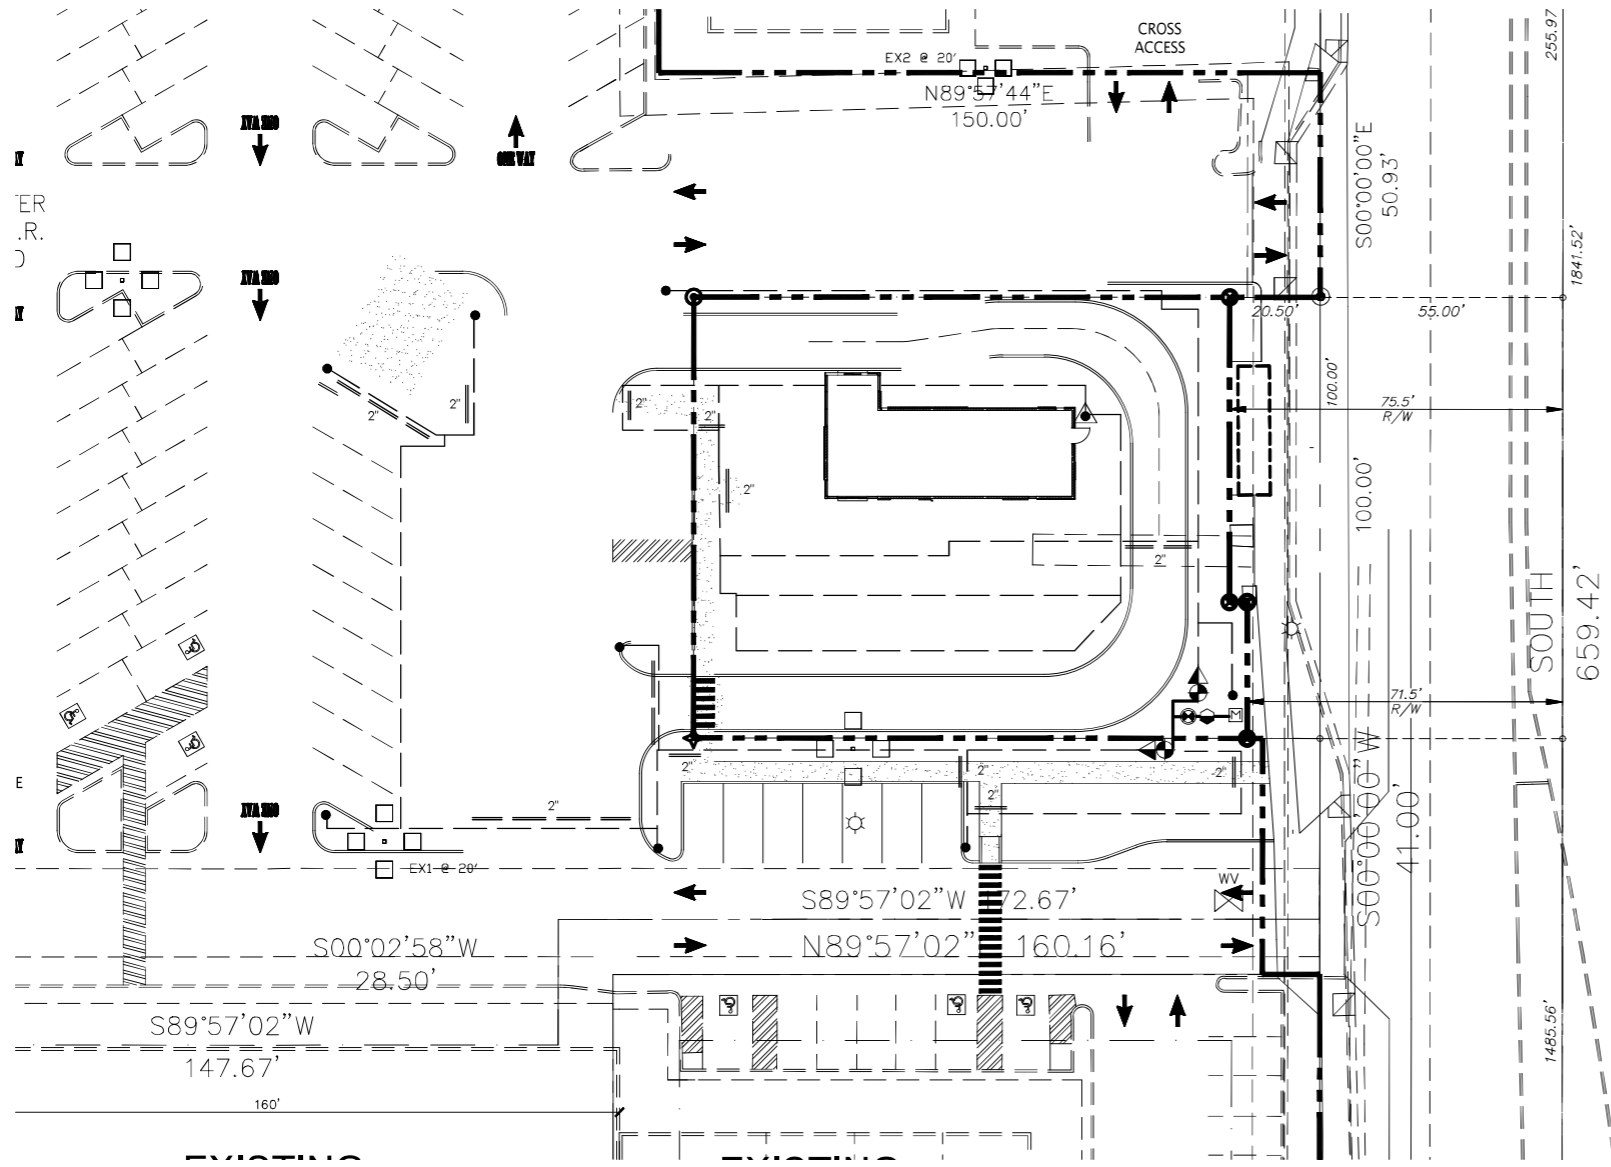 CROSS
ACCESS
255.97
EX2 @ 20'
N89°57'44"E
150.00'
ONE WAY
S00°00'00"E
50.93'
1841.52'
20.50'
55.00'
100.00'
75.5'
R/W
2"
2"
2"
2"
2"
100.00'
2"
SOUTH
659.42'
71.5'
R/W
M
2"
2"
2"
2"
2"
E
EX1 @ 20'
WV
S00°00'00"W
41.00'
S89°57'02"W 72.67'
N89°57'02" 160.16'
S00°02'58"W
28.50'
S89°57'02"W
147.67'
160'
1485.56'
EXISTING
EXISTING